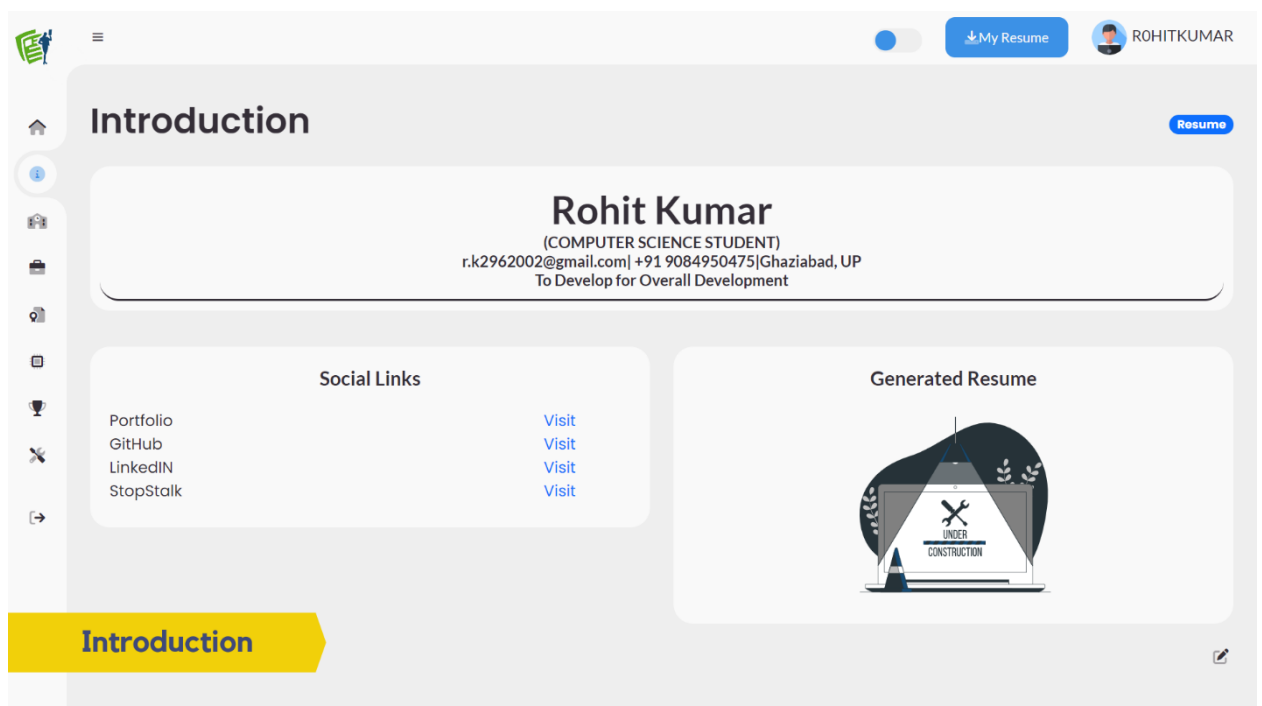 My Resume
R0HITKUMAR
Introduction
Resume
Rohit Kumar
(COMPUTER SCIENCE STUDENT)
r.k2962002@gmail.com| +91 9084950475|Ghaziabad, UP
To Develop for Overall Development
Social Links
Portfolio Visit
GitHub Visit
LinkedIN Visit
StopStalk Visit
Generated Resume
UNDER
CONSTRUCTION
Introduction